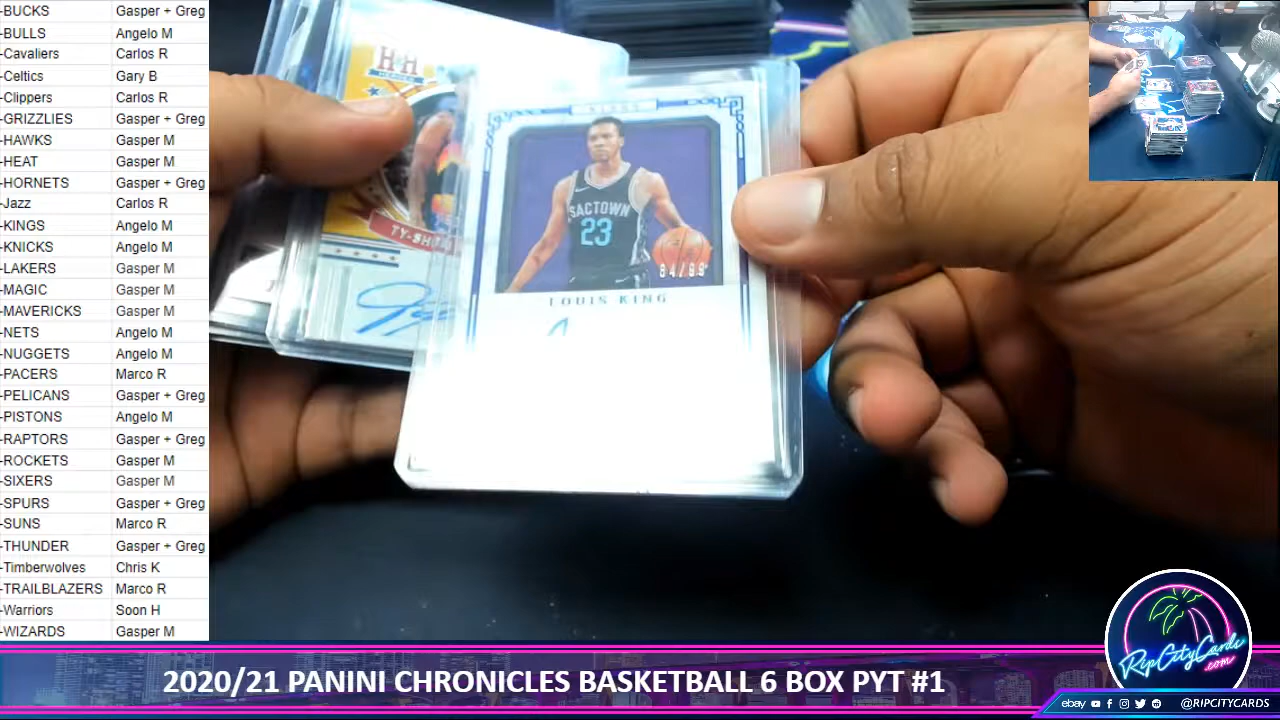 -BUCKS Gasper + Greg
-BULLS Angelo M
-Cavaliers Carlos R
-Celtics Gary B
-Clippers Carlos R
-GRIZZLIES Gasper + Greg
-HAWKS Gasper M
-HEAT Gasper M
-HORNETS Gasper + Greg
-Jazz Carlos R
-KINGS Angelo M
-KNICKS Angelo M
-LAKERS Gasper M
-MAGIC Gasper M
-MAVERICKS Gasper M
-NETS Angelo M
-NUGGETS Angelo M
-PACERS Marco R
-PELICANS Gasper + Greg
-PISTONS Angelo M
-RAPTORS Gasper + Greg
-ROCKETS Gasper M
-SIXERS Gasper M
-SPURS Gasper + Greg
-SUNS Marco R
-THUNDER Gasper + Greg
-Timberwolves Chris K
-TRAILBLAZERS Marco R
-Warriors Soon H
-WIZARDS Gasper M
HH
TY-SH
KINGS
SACTOWN
23
84/99
LOUIS KING
RipCityCards
.com
2020/21 PANINI CHRONICLES BASKETBALL 6 BOX PYT #1
ebay @RIPCITYCARDS